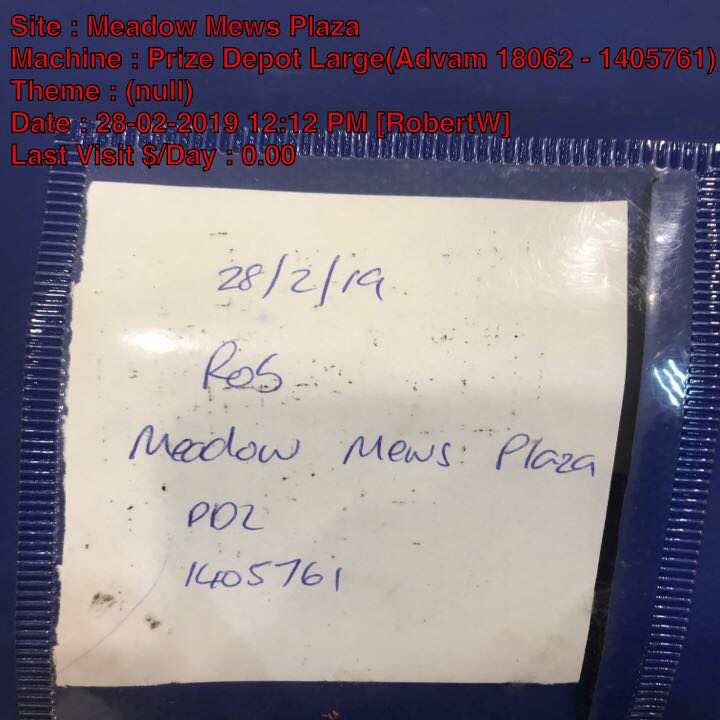 Site : Meadow Mews Plaza
Machine : Prize Depot Large(Advam 18062 - 1405761)
Theme : (null)
Date : 28-02-2019 12:12 PM [RobertW]
Last Visit $/Day : 0.00
28/2/19
Rob
Meadow Mews Plaza
PDL
1405761